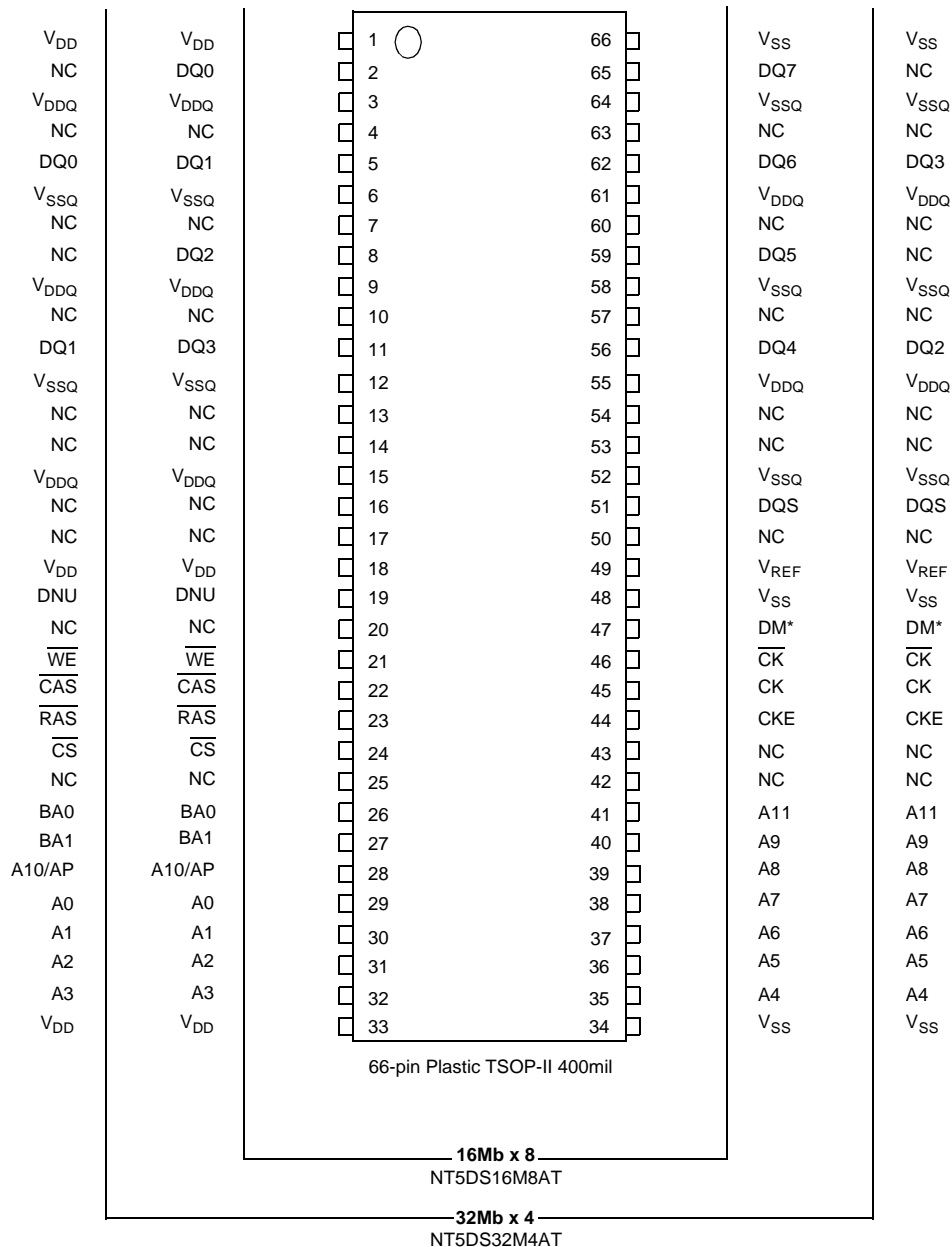 VDD VDD 1 66 VSS VSS
NC DQ0 2 65 DQ7 NC
VDDQ VDDQ 3 64 VSSQ VSSQ
NC NC 4 63 NC NC
DQ0 DQ1 5 62 DQ6 DQ3
VSSQ VSSQ 6 61 VDDQ VDDQ
NC NC 7 60 NC NC
NC DQ2 8 59 DQ5 NC
VDDQ VDDQ 9 58 VSSQ VSSQ
NC NC 10 57 NC NC
DQ1 DQ3 11 56 DQ4 DQ2
VSSQ VSSQ 12 55 VDDQ VDDQ
NC NC 13 54 NC NC
NC NC 14 53 NC NC
VDDQ VDDQ 15 52 VSSQ VSSQ
NC NC 16 51 DQS DQS
NC NC 17 50 NC NC
VDD VDD 18 49 VREF VREF
DNU DNU 19 48 VSS VSS
NC NC 20 47 DM* DM*
W̅E̅ W̅E̅ 21 46 C̅K̅ C̅K̅
C̅A̅S̅ C̅A̅S̅ 22 45 CK CK
R̅A̅S̅ R̅A̅S̅ 23 44 CKE CKE
C̅S̅ C̅S̅ 24 43 NC NC
NC NC 25 42 NC NC
BA0 BA0 26 41 A11 A11
BA1 BA1 27 40 A9 A9
A10/AP A10/AP 28 39 A8 A8
A0 A0 29 38 A7 A7
A1 A1 30 37 A6 A6
A2 A2 31 36 A5 A5
A3 A3 32 35 A4 A4
VDD VDD 33 34 VSS VSS
66-pin Plastic TSOP-II 400mil
16Mb x 8
NT5DS16M8AT
32Mb x 4
NT5DS32M4AT